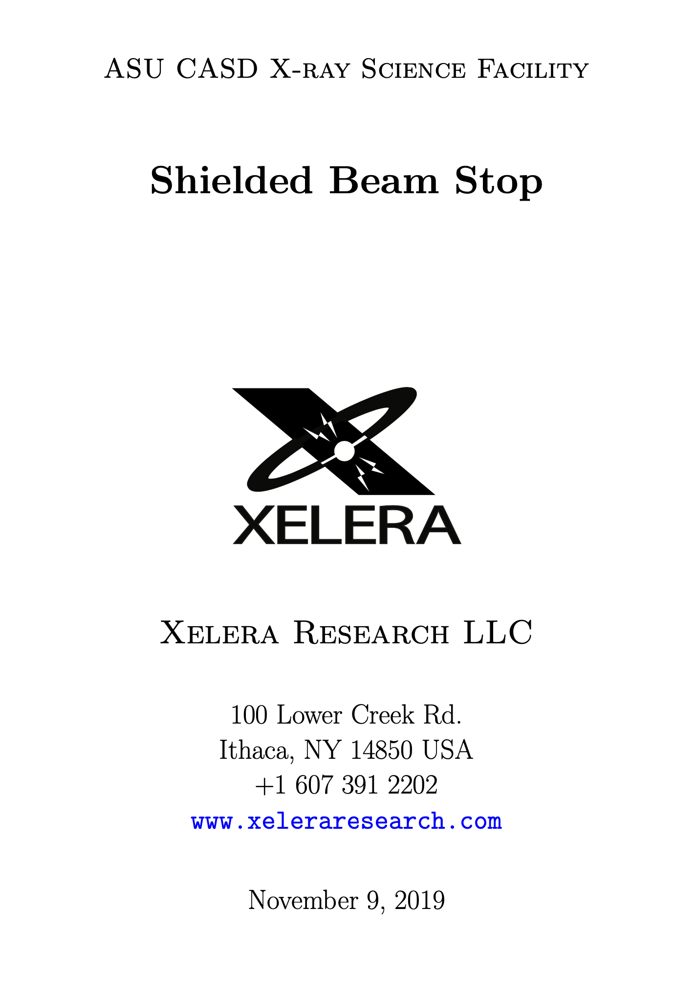 ASU CASD X-RAY SCIENCE FACILITY
Shielded Beam Stop
XELERA
XELERA RESEARCH LLC
100 Lower Creek Rd.
Ithaca, NY 14850 USA
+1 607 391 2202
www.xeleraresearch.com
November 9, 2019